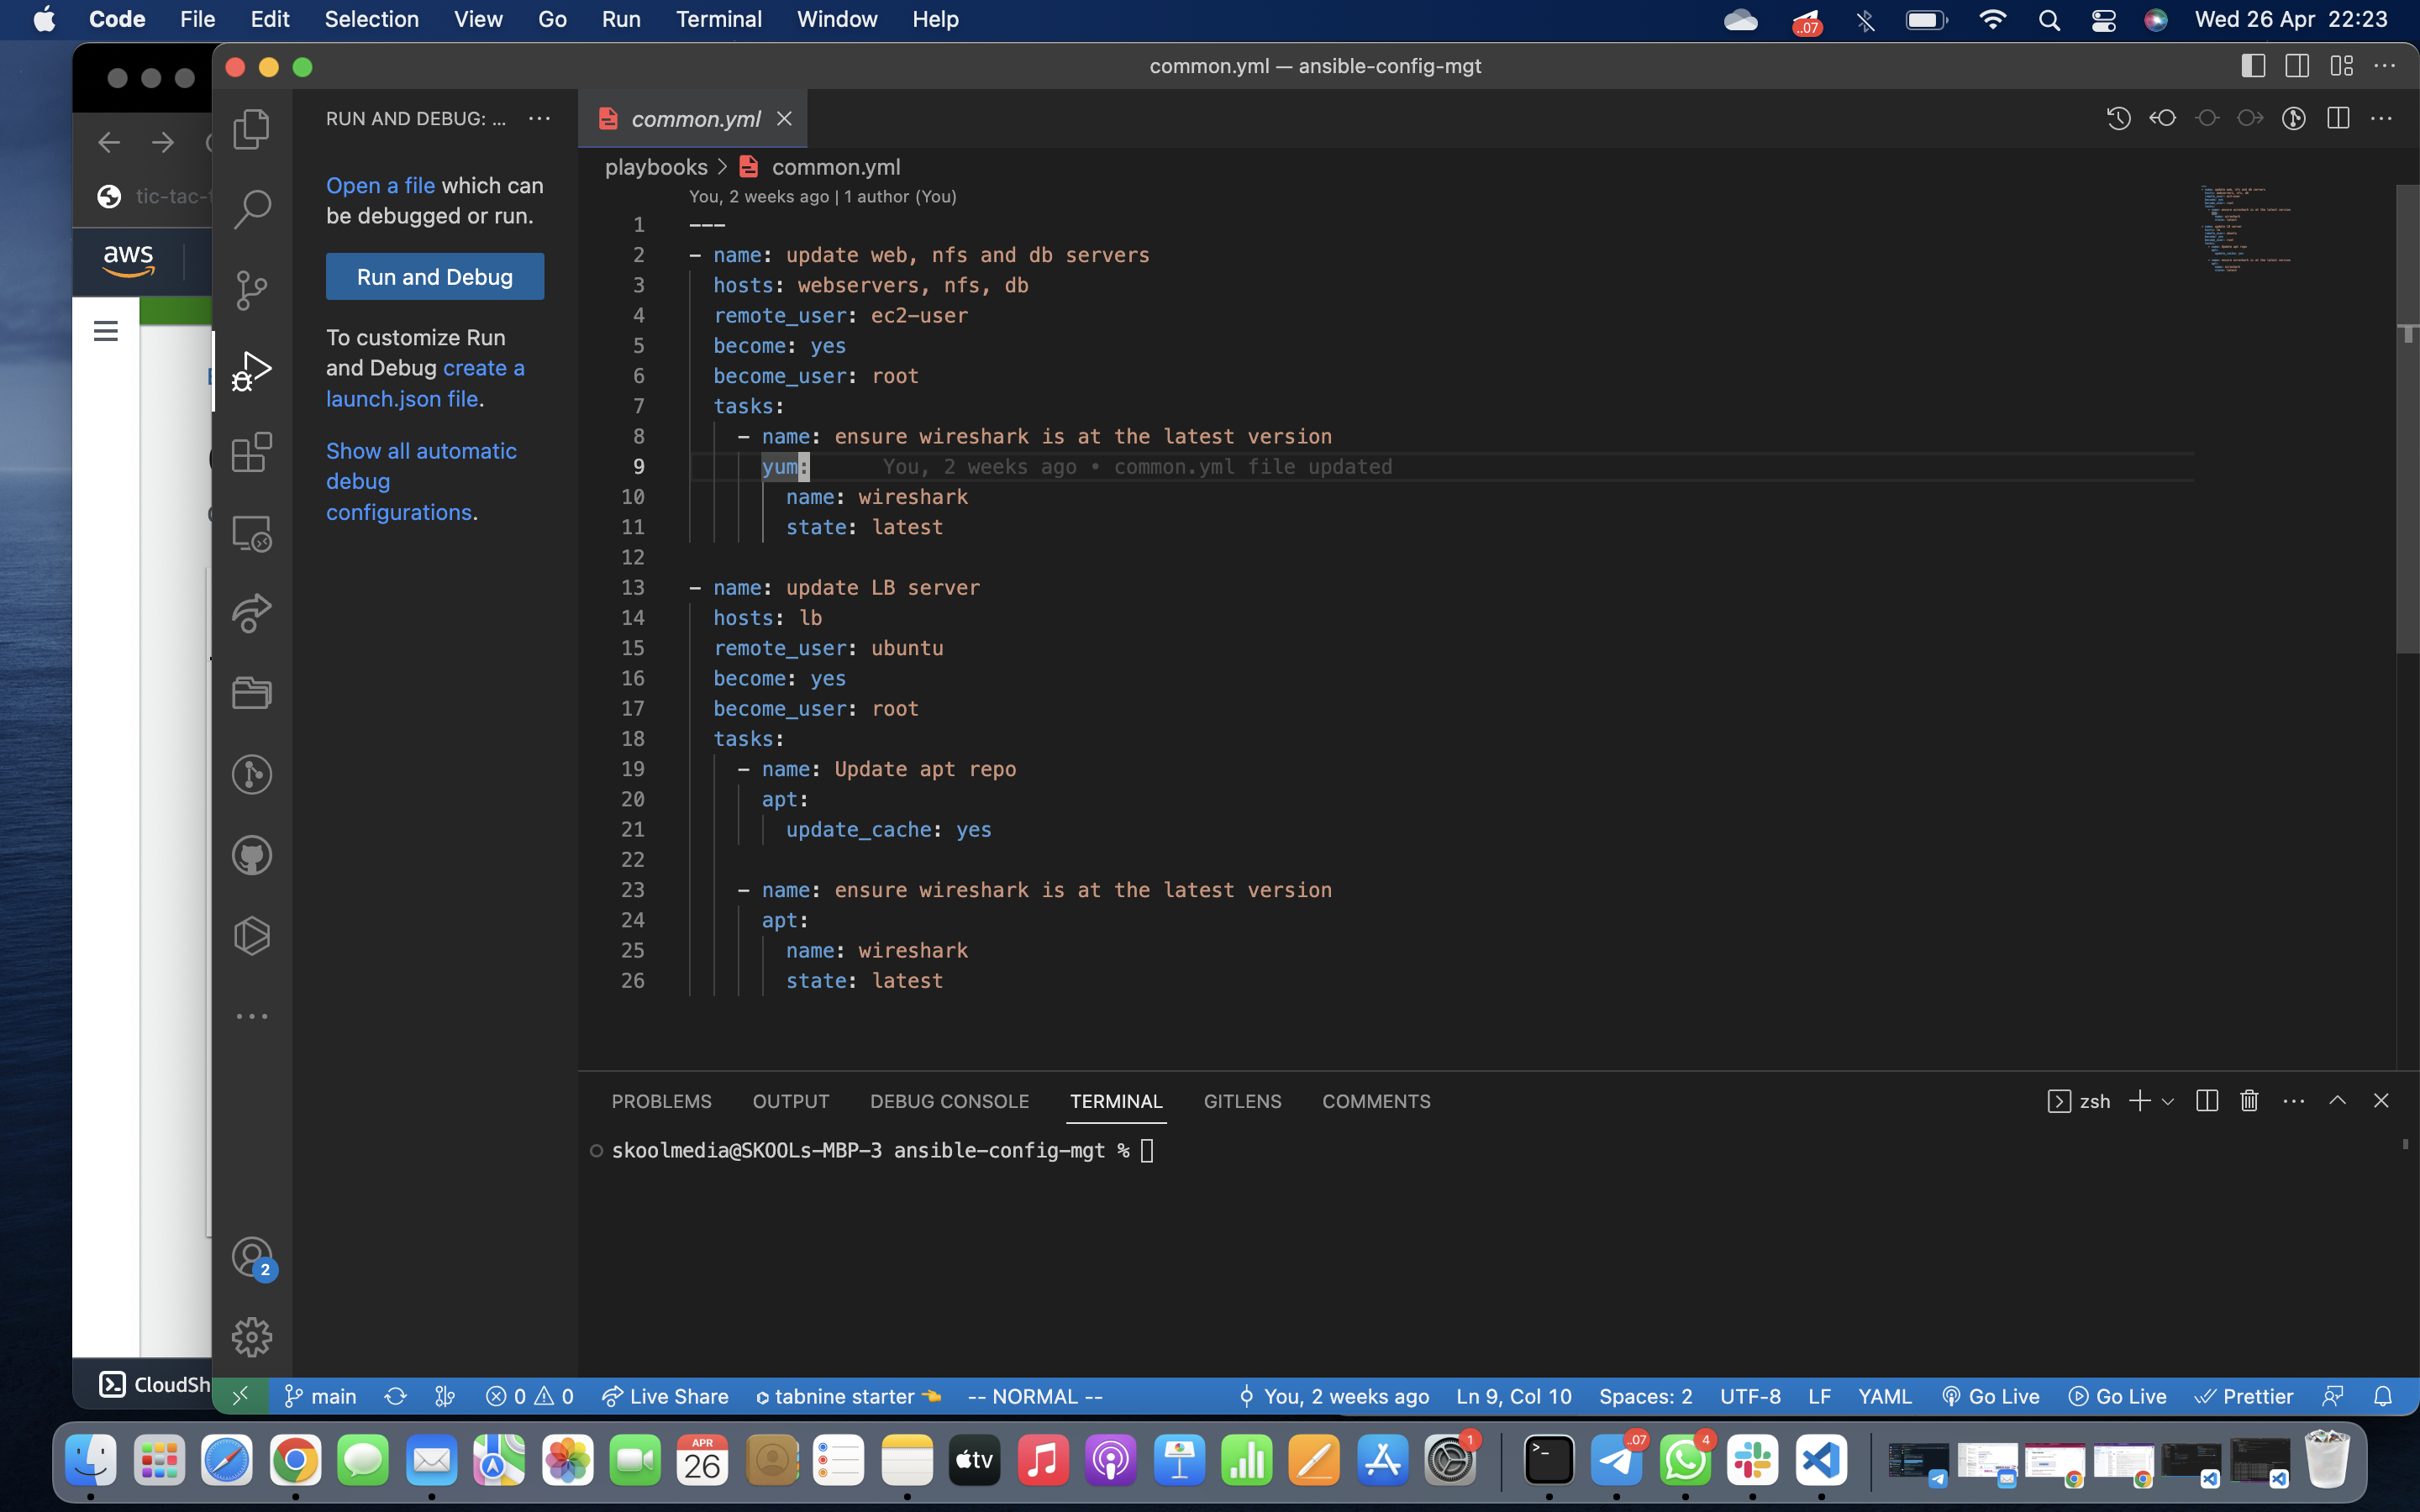 Code File Edit Selection View Go Run Terminal Window Help
..07
Wed 26 Apr 22:23
common.yml — ansible-config-mgt
RUN AND DEBUG: ...
common.yml
playbooks > common.yml
tic-tac-
aws
Open a file which can
be debugged or run.
Run and Debug
To customize Run
and Debug create a
launch.json file.
Show all automatic
debug
configurations.
You, 2 weeks ago | 1 author (You)
1 ---
2 - name: update web, nfs and db servers
3 hosts: webservers, nfs, db
4 remote_user: ec2-user
5 become: yes
6 become_user: root
7 tasks:
8 - name: ensure wireshark is at the latest version
9 yum: You, 2 weeks ago • common.yml file updated
10 name: wireshark
11 state: latest
12
13 - name: update LB server
14 hosts: lb
15 remote_user: ubuntu
16 become: yes
17 become_user: root
18 tasks:
19 - name: Update apt repo
20 apt:
21 update_cache: yes
22
23 - name: ensure wireshark is at the latest version
24 apt:
25 name: wireshark
26 state: latest
PROBLEMS OUTPUT DEBUG CONSOLE TERMINAL GITLENS COMMENTS
zsh
skoolmedia@SKOOLs-MBP-3 ansible-config-mgt %
2
CloudSh
main
0 0
Live Share
tabnine starter
-- NORMAL --
You, 2 weeks ago
Ln 9, Col 10
Spaces: 2
UTF-8
LF
YAML
Go Live
Go Live
Prettier
APR
26
tv
1
..07
4